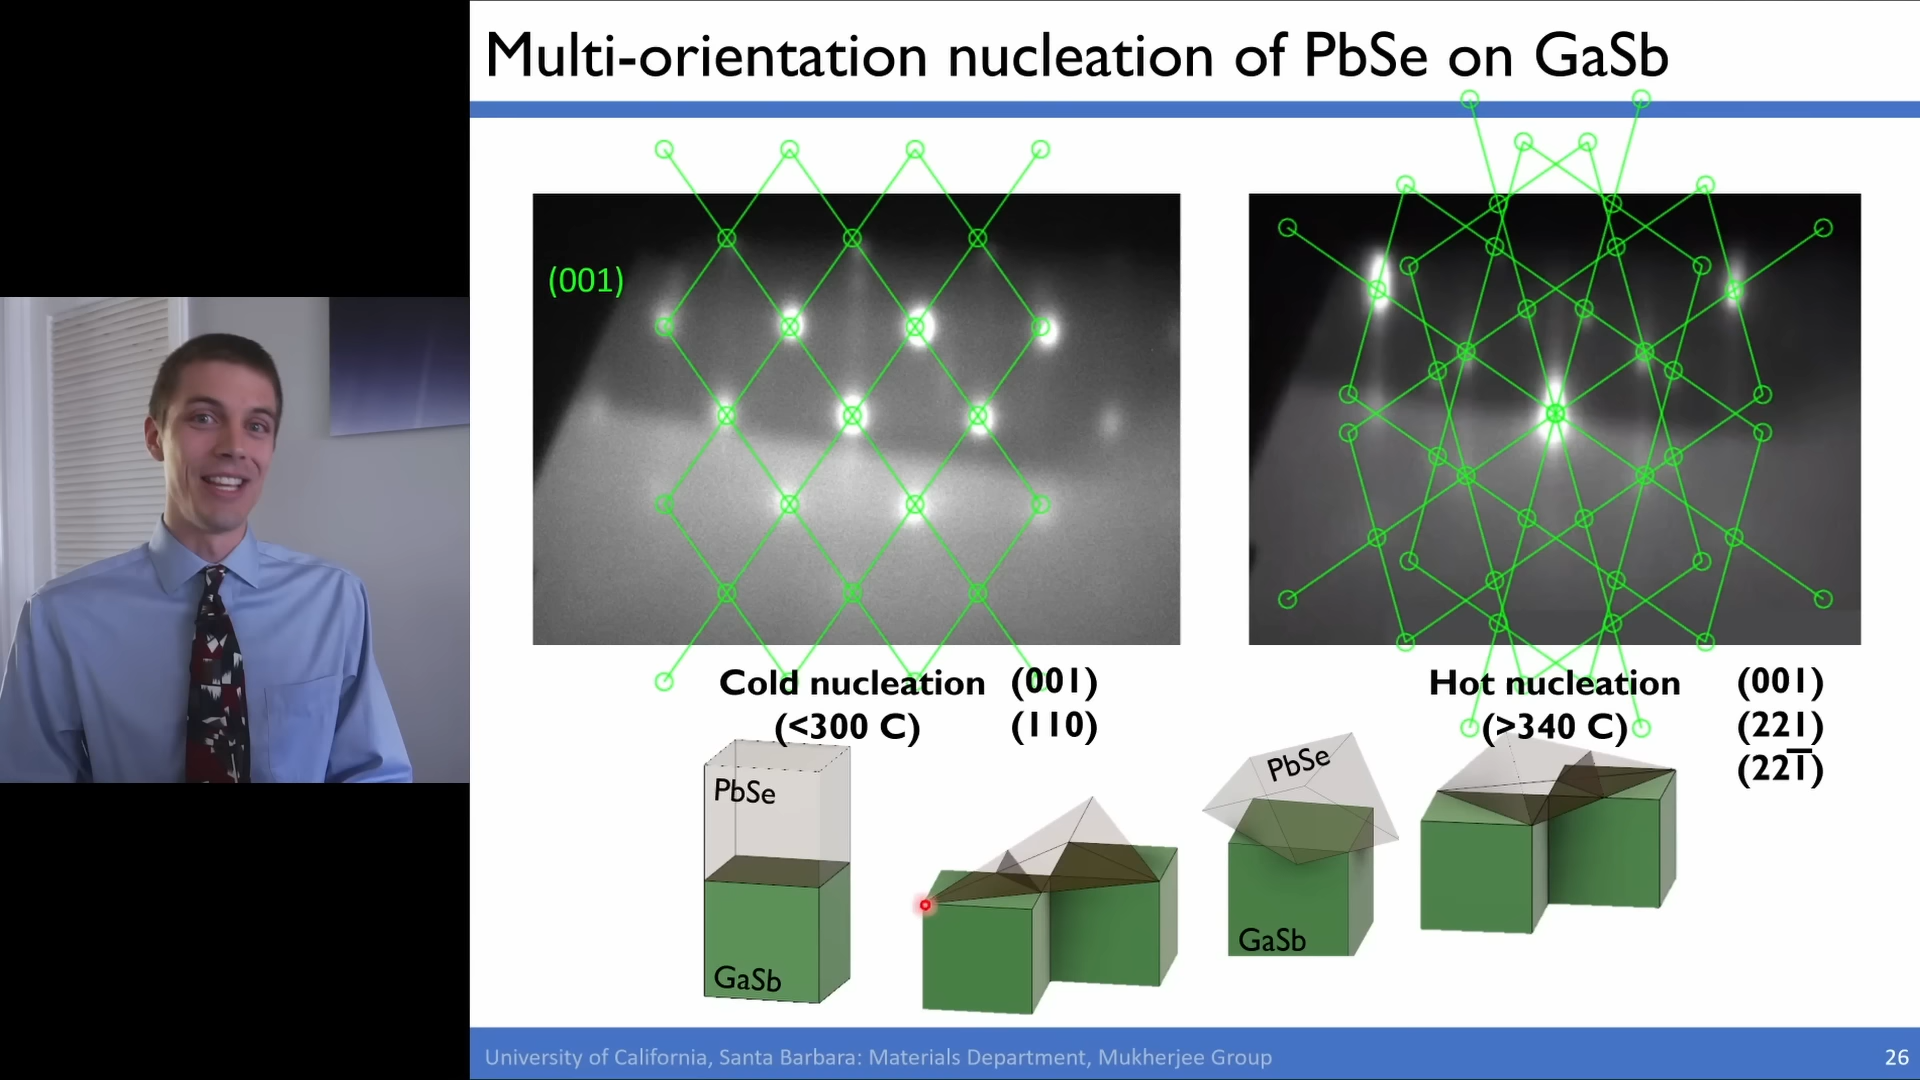 Multi-orientation nucleation of PbSe on GaSb
(001)
Cold nucleation (001)
(<300 C) (110)
Hot nucleation (001)
(>340 C) (221)
(221̅)
PbSe
GaSb
PbSe
GaSb
University of California, Santa Barbara: Materials Department, Mukherjee Group 26